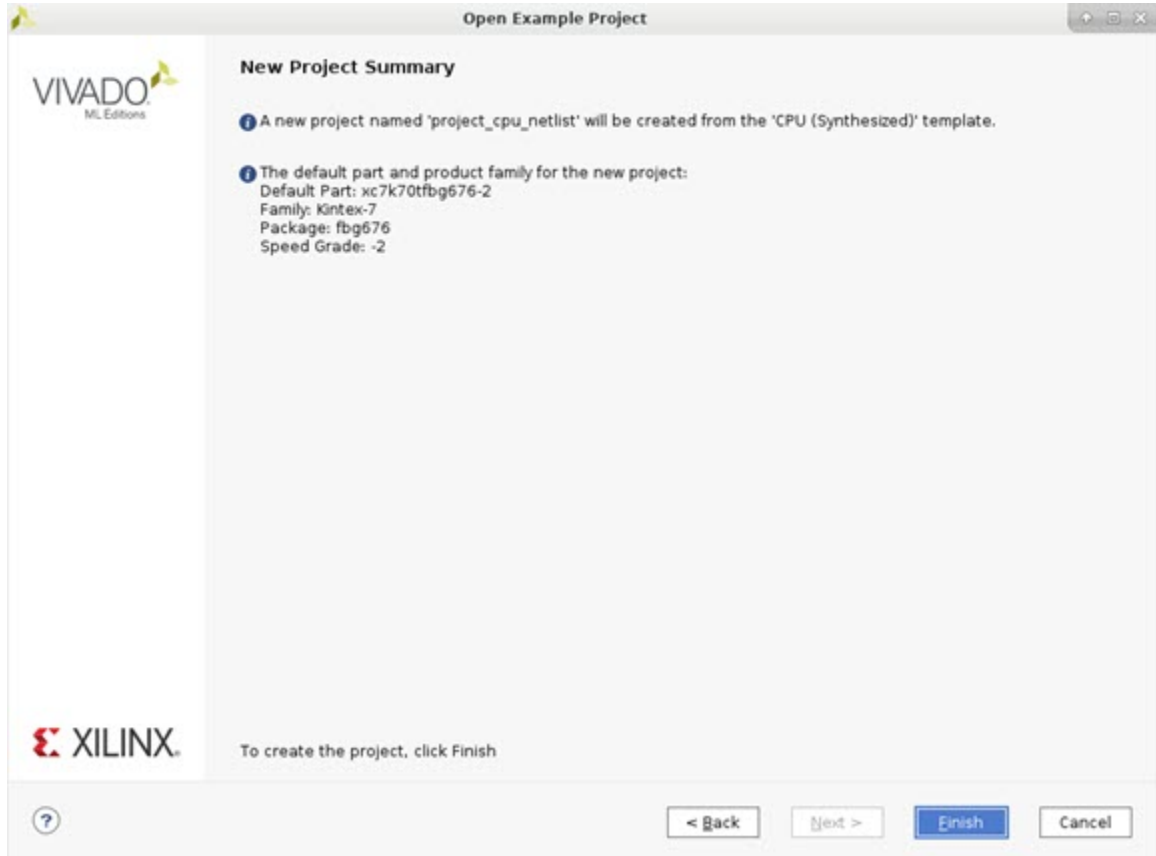 Open Example Project
VIVADO.
ML Editions
New Project Summary
A new project named 'project_cpu_netlist' will be created from the 'CPU (Synthesized)' template.
The default part and product family for the new project:
Default Part: xc7k70tfbg676-2
Family: Kintex-7
Package: fbg676
Speed Grade: -2
XILINX.
To create the project, click Finish
?
< Back
Next >
Finish
Cancel